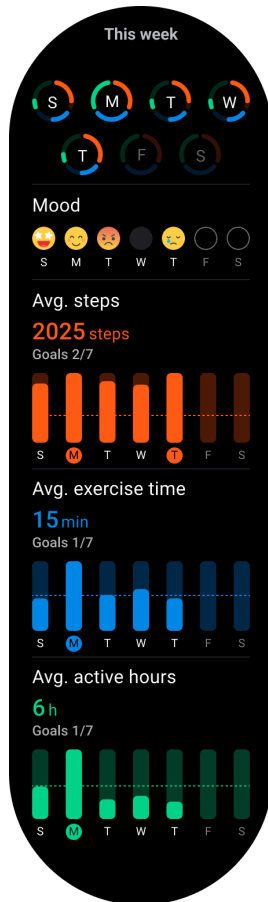 This week
S M T W
T F S
Mood
S M T W T F S
Avg. steps
2025 steps
Goals 2/7
S M T W T F S
Avg. exercise time
15 min
Goals 1/7
S M T W T F S
Avg. active hours
6 h
Goals 1/7
S M T W T F S